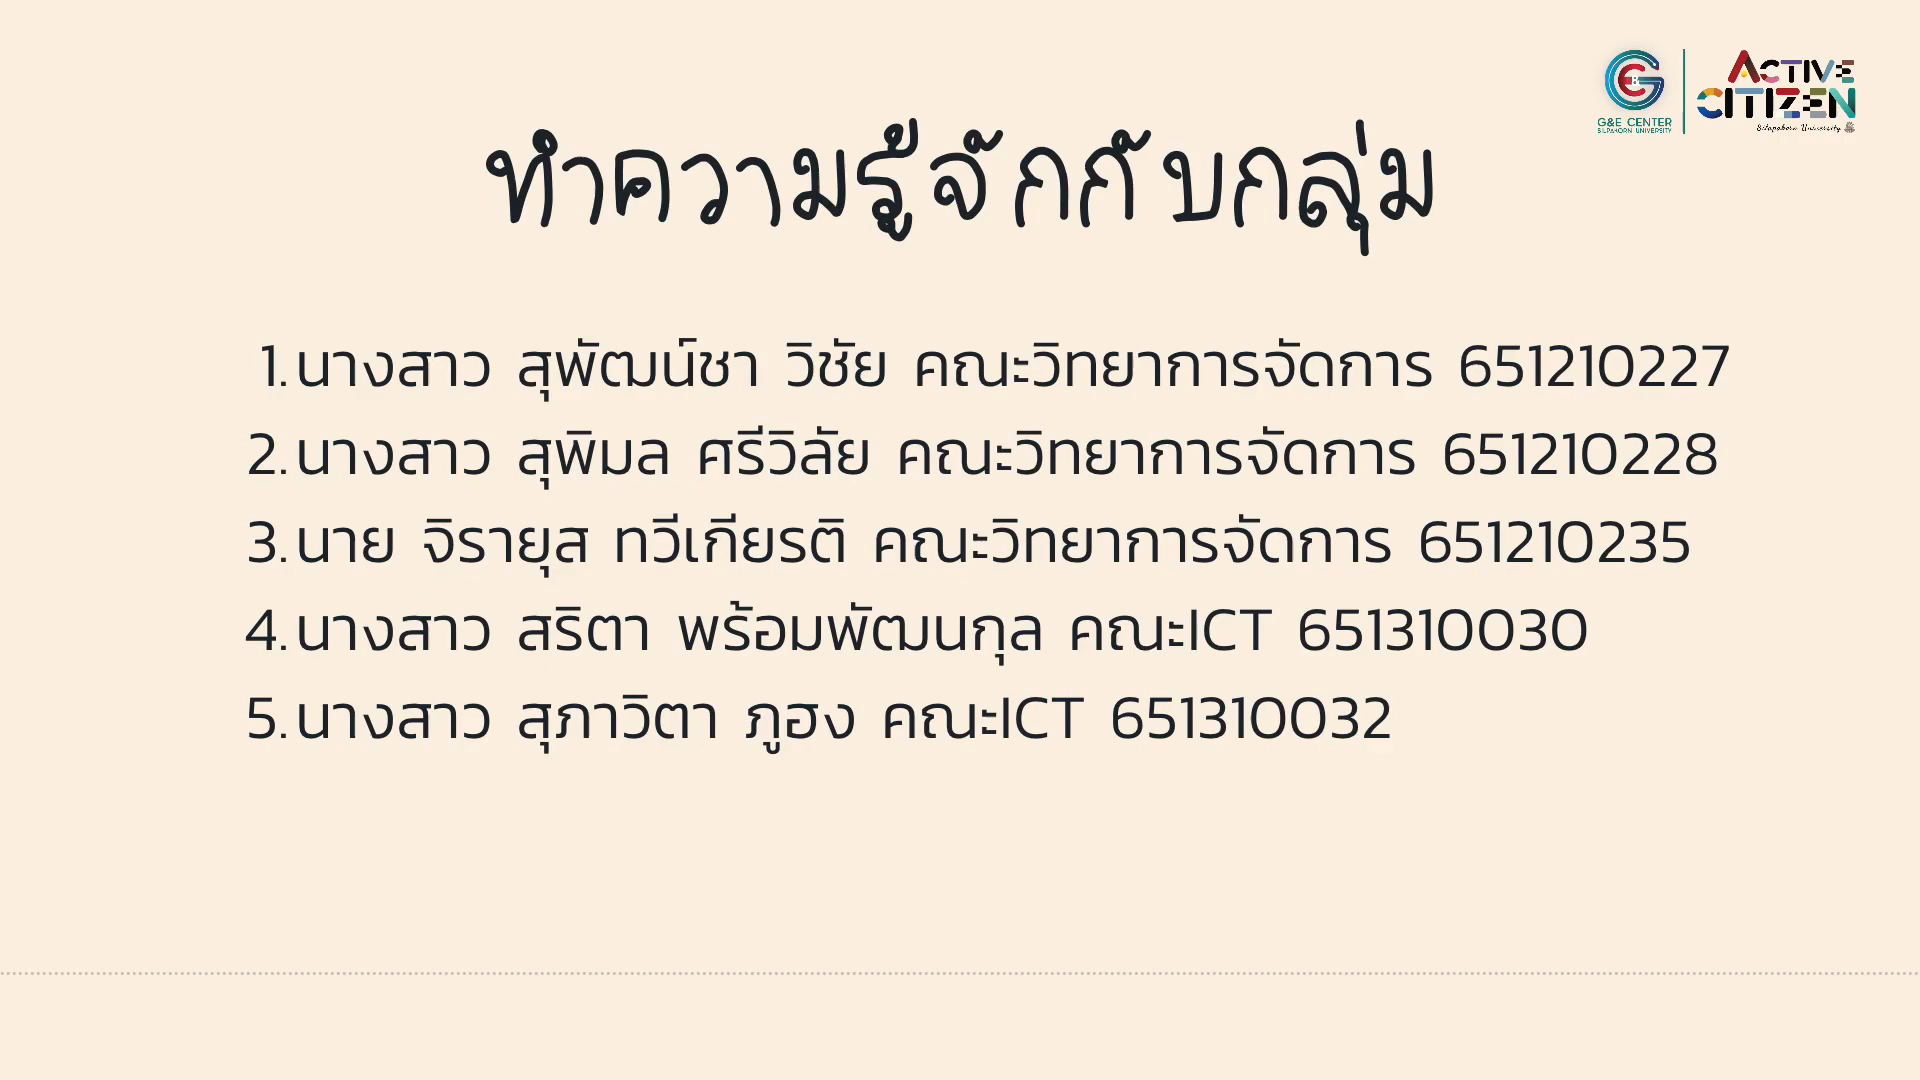 G&E CENTER
SILPAKORN UNIVERSITY
ACTIVE
CITIZEN
Silapakorn University
ทำความรู้จักกับกลุ่ม
1. นางสาว สุพัฒน์ชา วิชัย คณะวิทยาการจัดการ 651210227
2. นางสาว สุพิมล ศรีวิลัย คณะวิทยาการจัดการ 651210228
3. นาย จิรายุส ทวีเกียรติ คณะวิทยาการจัดการ 651210235
4. นางสาว สริตา พร้อมพัฒนกุล คณะICT 651310030
5. นางสาว สุภาวิตา ภูฮง คณะICT 651310032